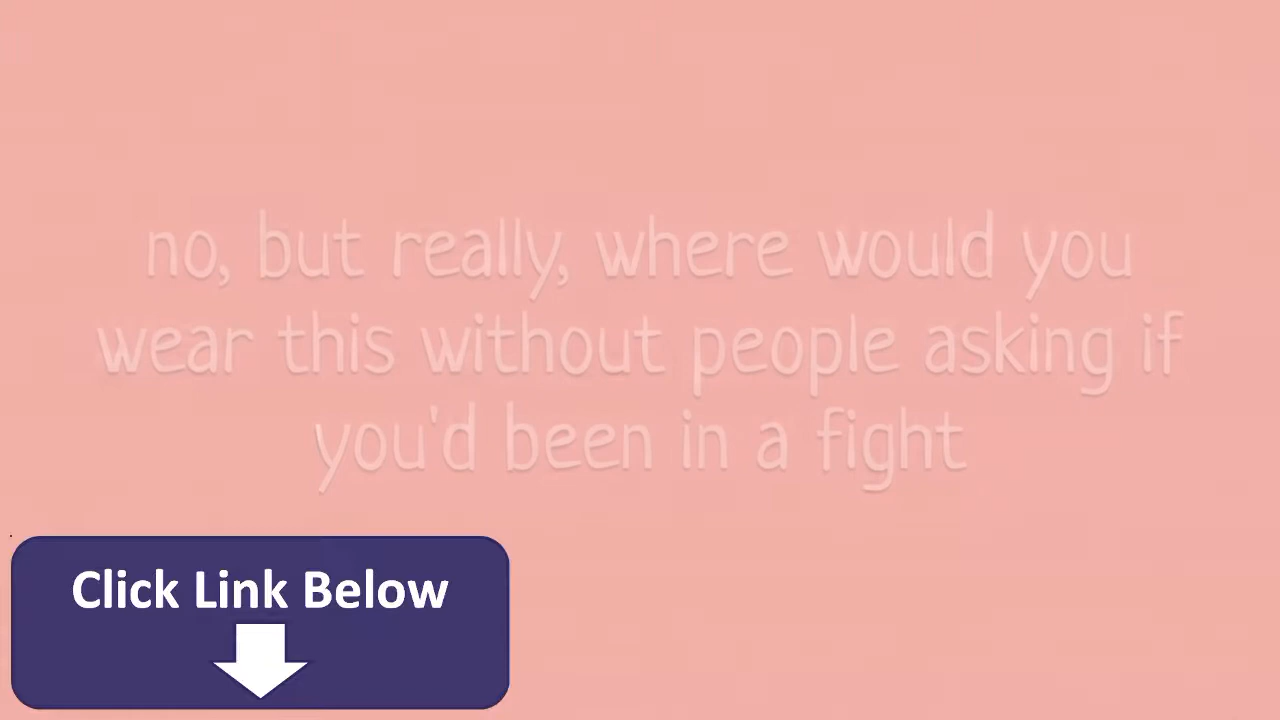 no, but really, where would you
wear this without people asking if
you'd been in a fight
Click Link Below